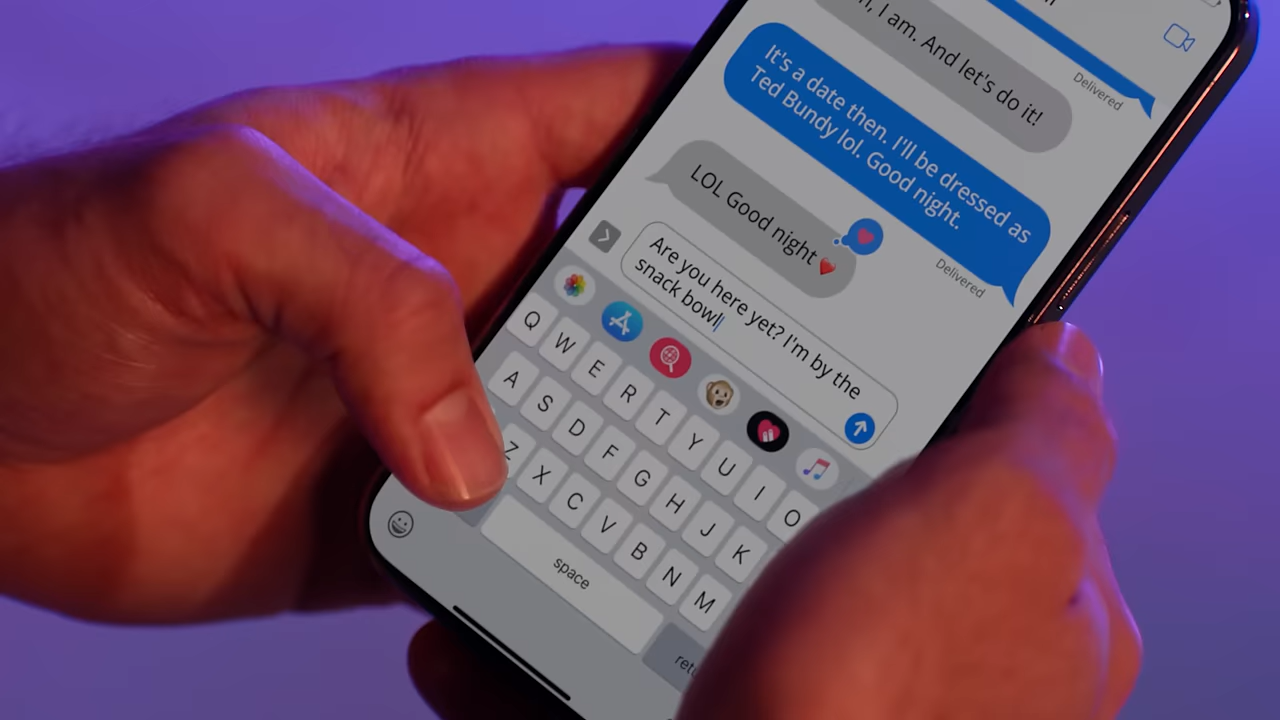 I am. And let's do it!
Delivered
It's a date then. I'll be dressed as
Ted Bundy lol. Good night.
Delivered
LOL Good night ❤️
Are you here yet? I'm by the
snack bowl
Q W E R T Y U I O
A S D F G H J K
Z X C V B N M
space